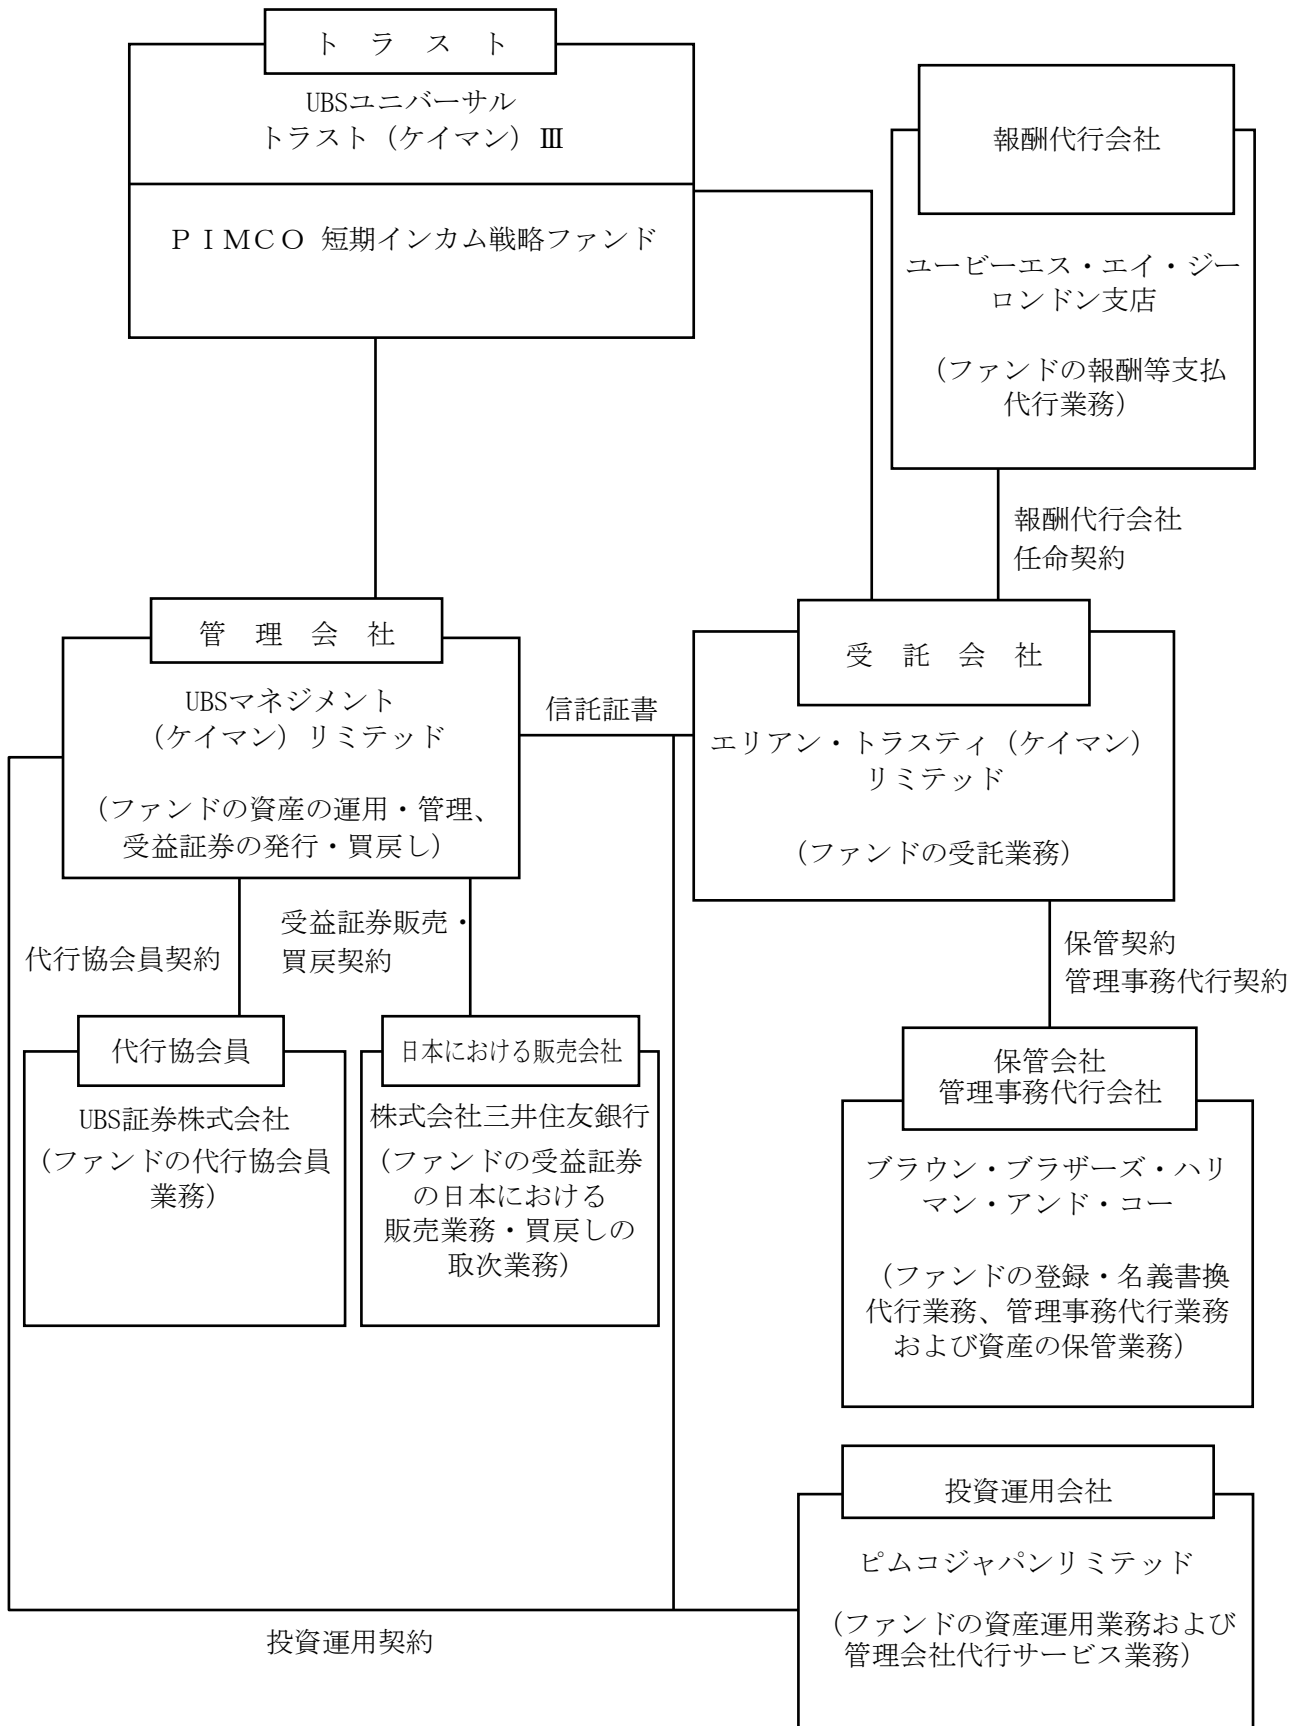 トラスト
UBSユニバーサル
トラスト（ケイマン）Ⅲ
ＰＩＭＣＯ 短期インカム戦略ファンド
報酬代行会社
ユービーエス・エイ・ジー
ロンドン支店
（ファンドの報酬等支払
代行業務）
報酬代行会社
任命契約
管理会社
UBSマネジメント
（ケイマン）リミテッド
（ファンドの資産の運用・管理、
受益証券の発行・買戻し）
信託証書
受託会社
エリアン・トラスティ（ケイマン）
リミテッド
（ファンドの受託業務）
代行協会員契約
受益証券販売・
買戻契約
保管契約
管理事務代行契約
代行協会員
UBS証券株式会社
（ファンドの代行協会員
業務）
日本における販売会社
株式会社三井住友銀行
（ファンドの受益証券
の日本における
販売業務・買戻しの
取次業務）
保管会社
管理事務代行会社
ブラウン・ブラザーズ・ハリ
マン・アンド・コー
（ファンドの登録・名義書換
代行業務、管理事務代行業務
および資産の保管業務）
投資運用会社
ピムコジャパンリミテッド
（ファンドの資産運用業務および
管理会社代行サービス業務）
投資運用契約